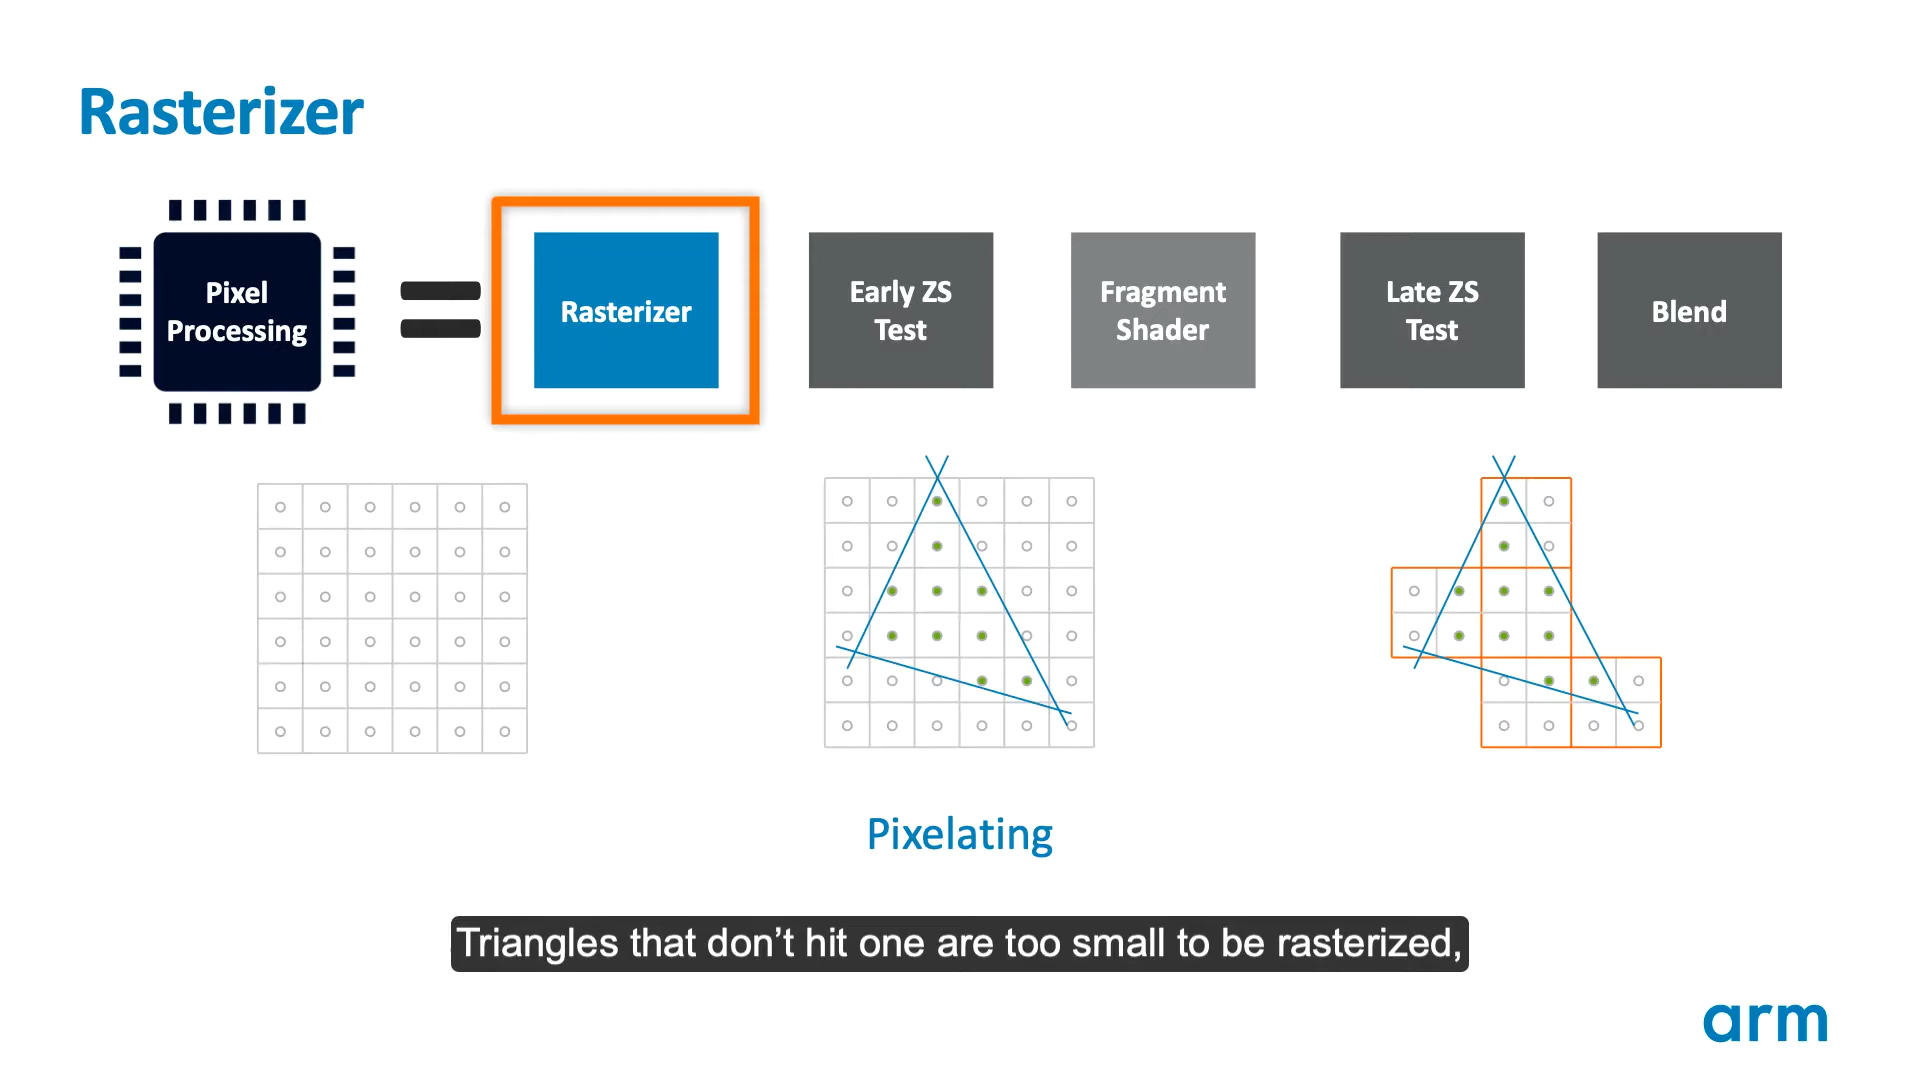 Rasterizer
Pixel
Processing
Rasterizer
Early ZS
Test
Fragment
Shader
Late ZS
Test
Blend
Pixelating
Triangles that don’t hit one are too small to be rasterized,
arm